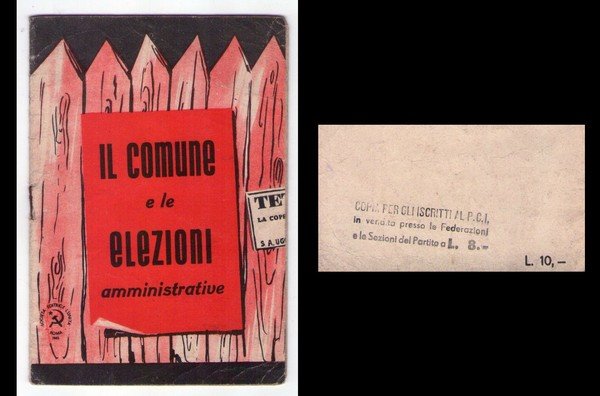 IL COMUNE
e le
ELEZIONI
amministrative
TE
LA COPE
S.A.UG
ROMA
COPIA PER GLI ISCRITTI AL P.C.I.
in vendita presso le Federazioni
e le Sezioni del Partito a L. 8.-
L. 10,—